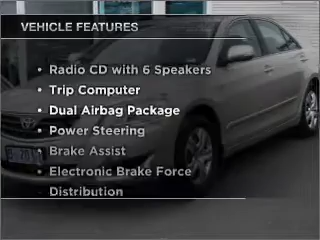 VEHICLE FEATURES
• Radio CD with 6 Speakers
• Trip Computer
• Dual Airbag Package
• Power Steering
• Brake Assist
• Electronic Brake Force
• Distribution